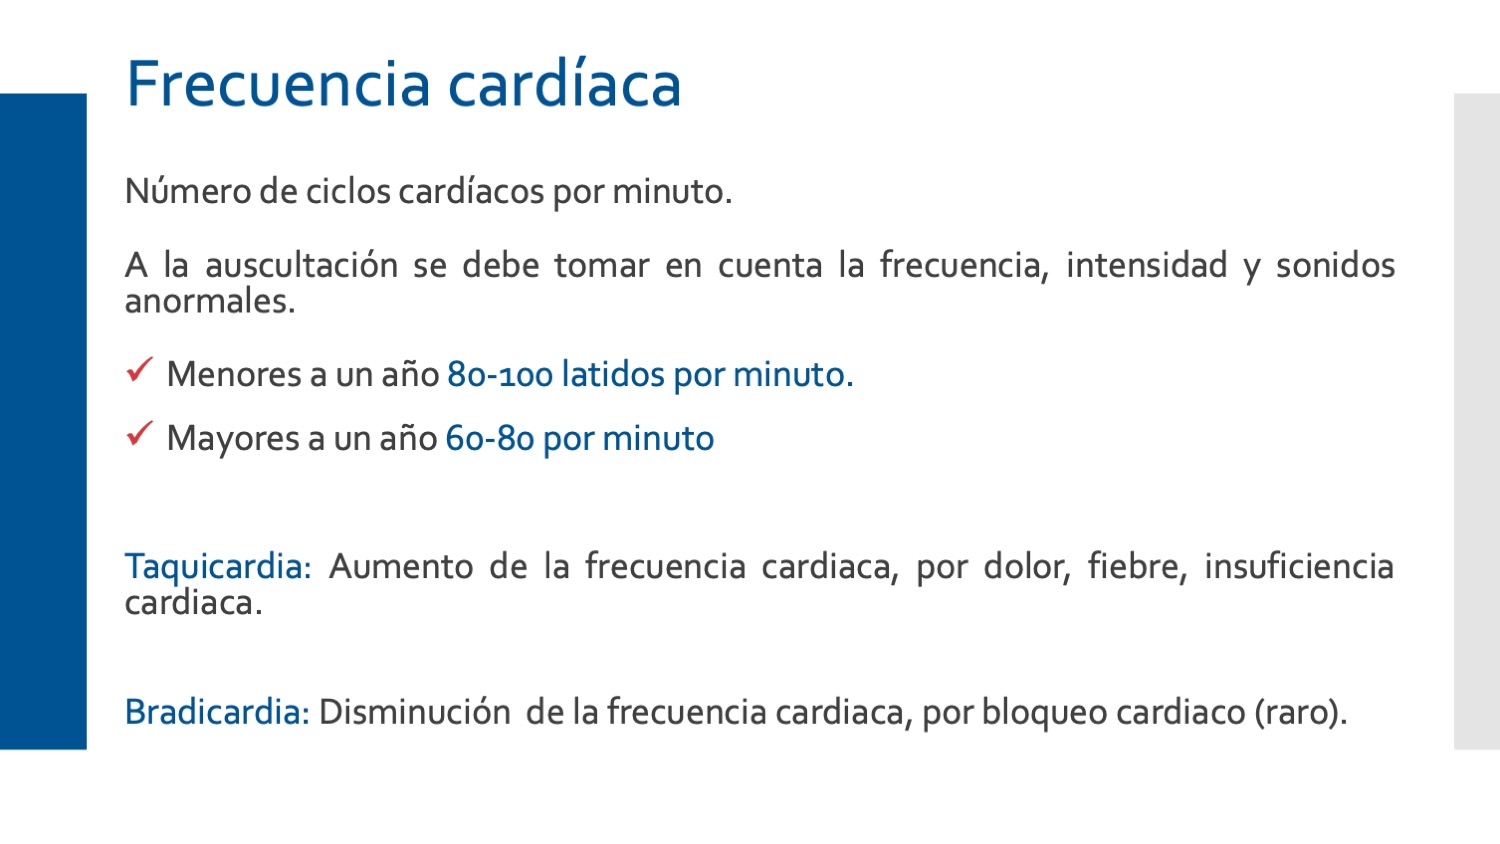 Frecuencia cardíaca
Número de ciclos cardíacos por minuto.
A la auscultación se debe tomar en cuenta la frecuencia, intensidad y sonidos
anormales.
✓ Menores a un año 80-100 latidos por minuto.
✓ Mayores a un año 60-80 por minuto
Taquicardia: Aumento de la frecuencia cardiaca, por dolor, fiebre, insuficiencia
cardiaca.
Bradicardia: Disminución de la frecuencia cardiaca, por bloqueo cardiaco (raro).